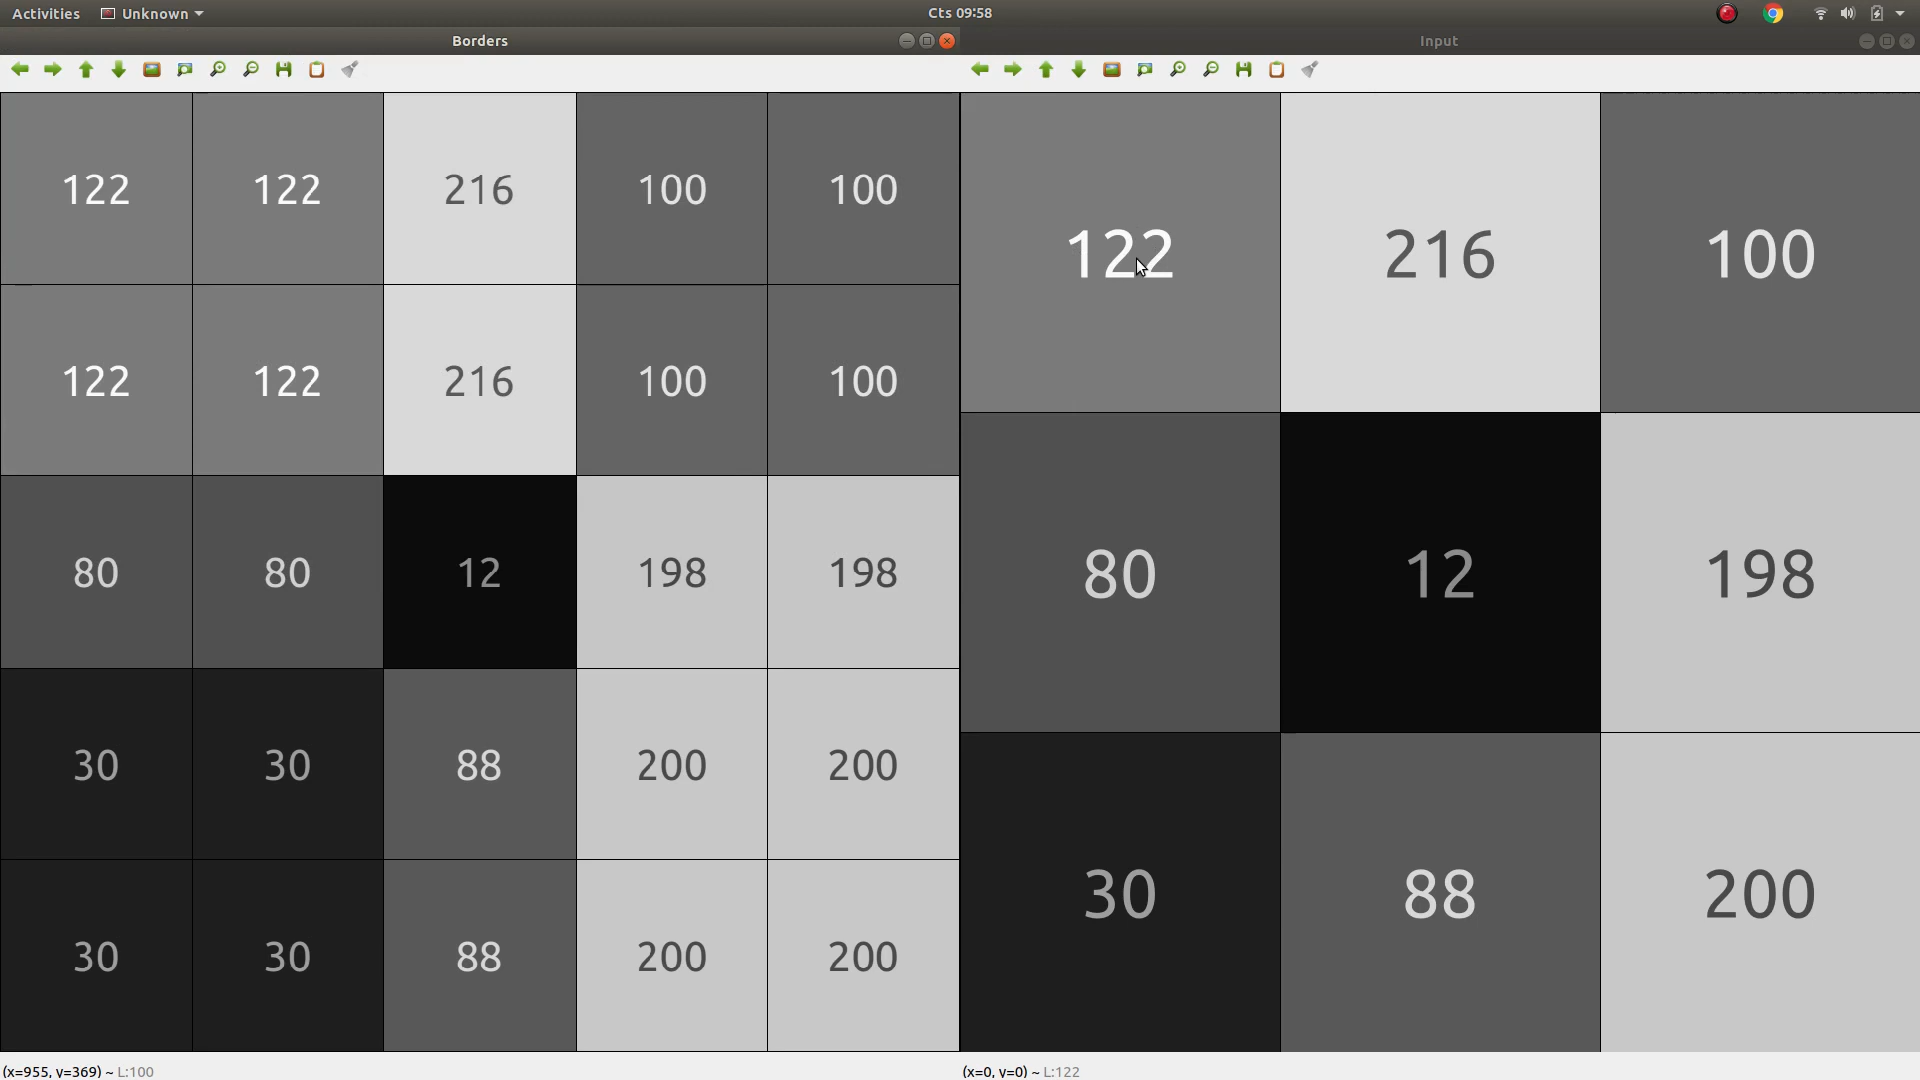 Activities Unknown Cts 09:58
Borders Input
122 122 216 100 100
122 122 216 100 100
80 80 12 198 198
30 30 88 200 200
30 30 88 200 200
(x=955, y=369) ~ L:100
122 216 100
80 12 198
30 88 200
(x=0, y=0) ~ L:122